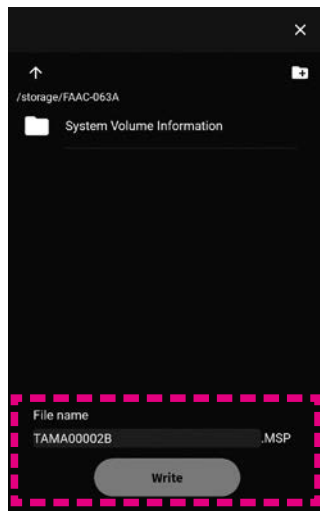 /storage/FAAC-063A
System Volume Information
File name
TAMA00002B .MSP
Write